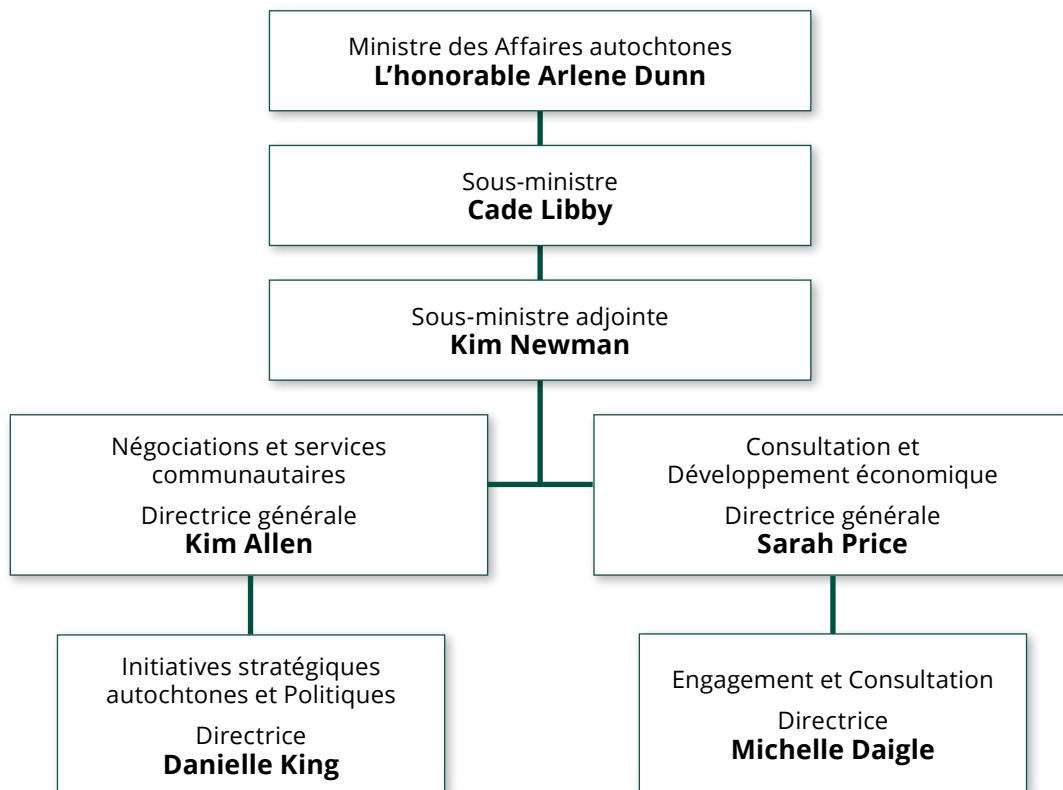 Ministre des Affaires autochtones
L’honorable Arlene Dunn
Sous-ministre
Cade Libby
Sous-ministre adjointe
Kim Newman
Négociations et services
communautaires
Directrice générale
Kim Allen
Consultation et
Développement économique
Directrice générale
Sarah Price
Initiatives stratégiques
autochtones et Politiques
Directrice
Danielle King
Engagement et Consultation
Directrice
Michelle Daigle